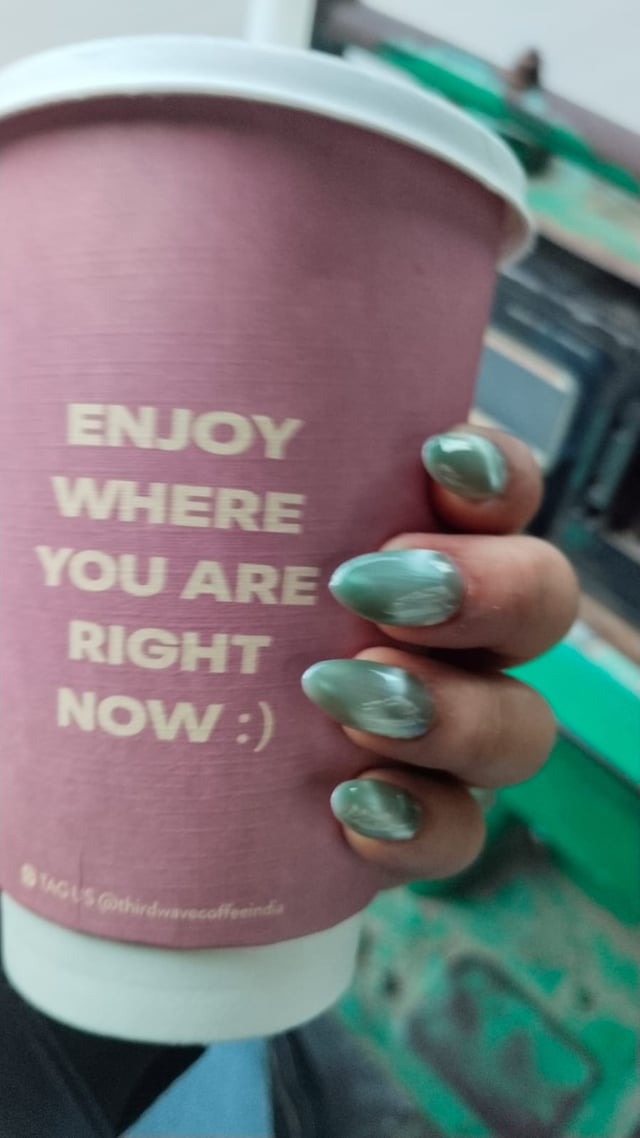 ENJOY
WHERE
YOU ARE
RIGHT
NOW :)
TAG US @thirdwavecoffeeindia